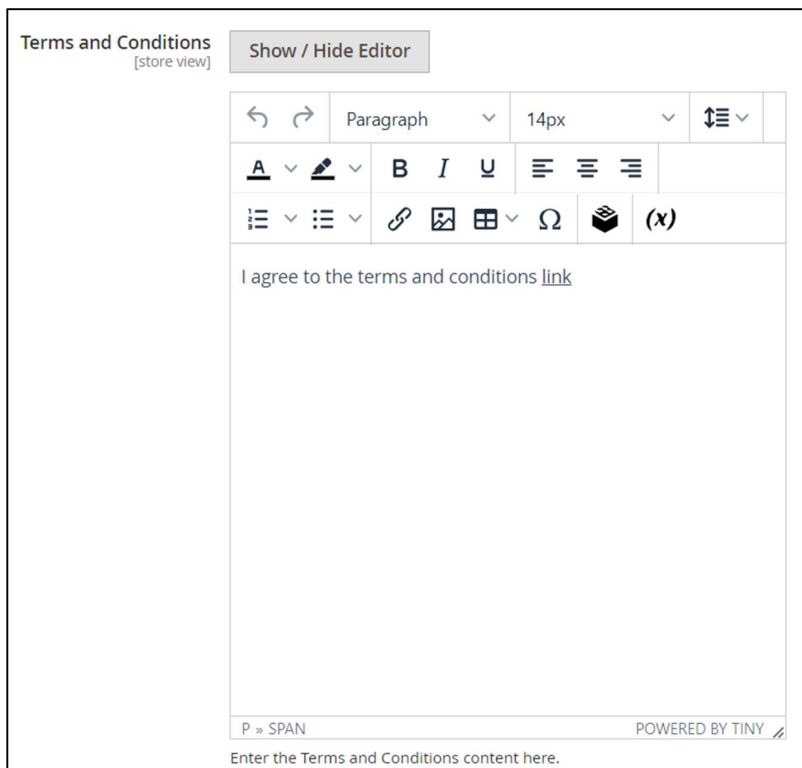 Terms and Conditions
[store view]
Show / Hide Editor
Paragraph 14px
A B I U
Ω (x)
I agree to the terms and conditions link
P » SPAN POWERED BY TINY
Enter the Terms and Conditions content here.